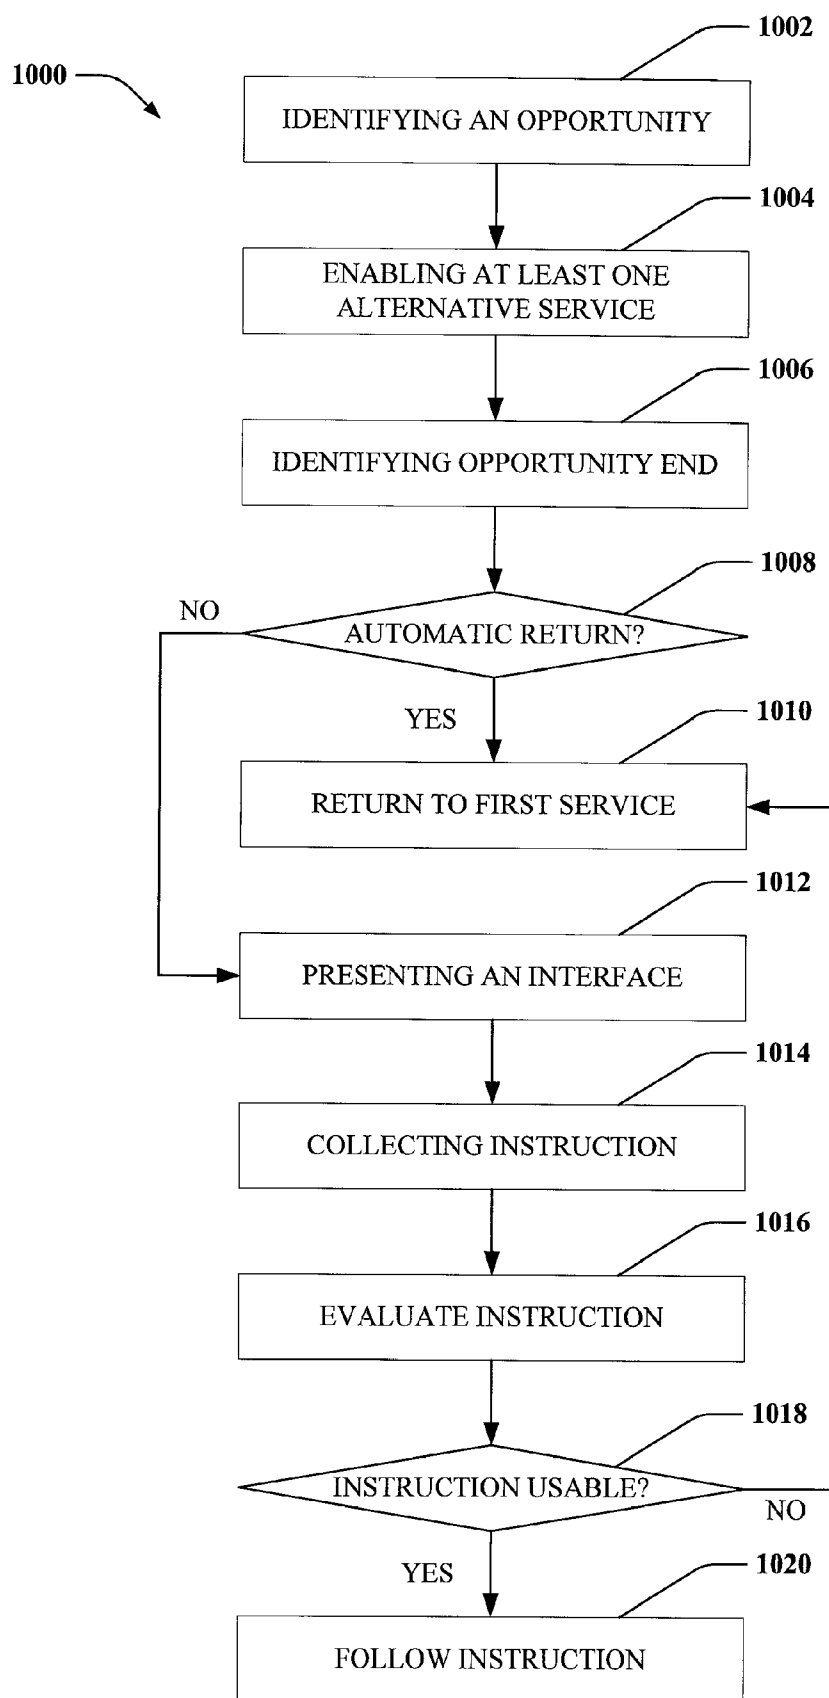 1002
1000
IDENTIFYING AN OPPORTUNITY
1004
ENABLING AT LEAST ONE
ALTERNATIVE SERVICE
1006
IDENTIFYING OPPORTUNITY END
1008
NO
AUTOMATIC RETURN?
YES
1010
RETURN TO FIRST SERVICE
1012
PRESENTING AN INTERFACE
1014
COLLECTING INSTRUCTION
1016
EVALUATE INSTRUCTION
1018
INSTRUCTION USABLE?
NO
YES
1020
FOLLOW INSTRUCTION